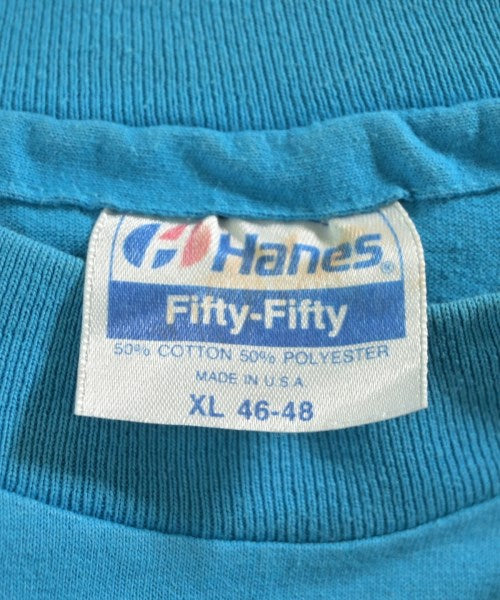 Hanes®
Fifty-Fifty
50% COTTON 50% POLYESTER
MADE IN U.S.A.
XL 46-48